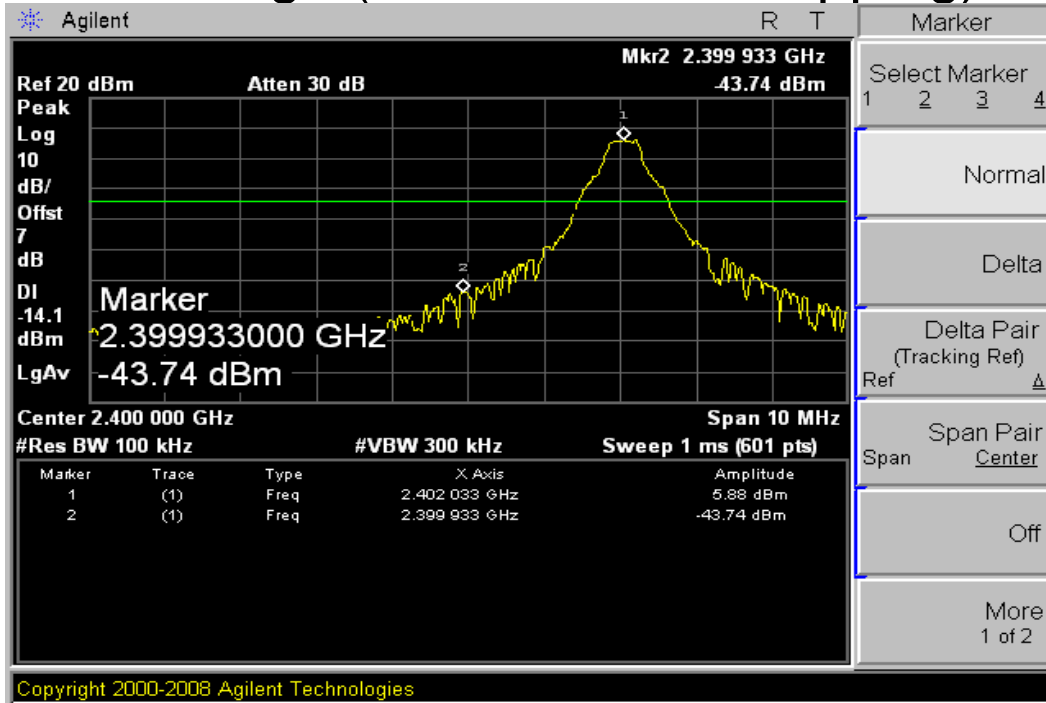 Agilent R T Marker
Mkr2 2.399 933 GHz
Ref 20 dBm Atten 30 dB -43.74 dBm
Peak
Log
10
dB/
Offst
7
dB
DI
-14.1
dBm
LgAv
1
2
Marker
2.399933000 GHz
-43.74 dBm
Center 2.400 000 GHz Span 10 MHz
#Res BW 100 kHz #VBW 300 kHz Sweep 1 ms (601 pts)
Marker Trace Type X Axis Amplitude
1 (1) Freq 2.402 033 GHz 5.88 dBm
2 (1) Freq 2.399 933 GHz -43.74 dBm
Select Marker
1 2 3 4
Normal
Delta
Delta Pair
(Tracking Ref)
Ref Δ
Span Pair
Span Center
Off
More
1 of 2
Copyright 2000-2008 Agilent Technologies